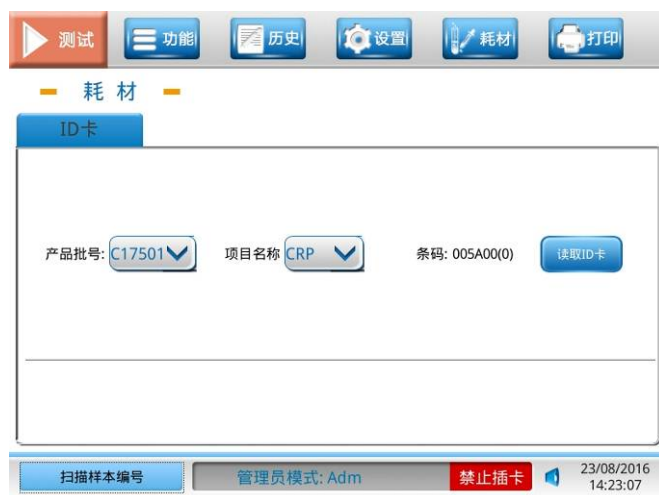 测试 功能 历史 设置 耗材 打印
耗 材
ID卡
产品批号: C17501 项目名称 CRP 条码: 005A00(0) 读取ID卡
扫描样本编号 管理员模式: Adm 禁止插卡 23/08/2016
14:23:07